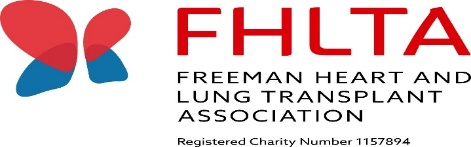 FHLTA
FREEMAN HEART AND
LUNG TRANSPLANT
ASSOCIATION
Registered Charity Number 1157894